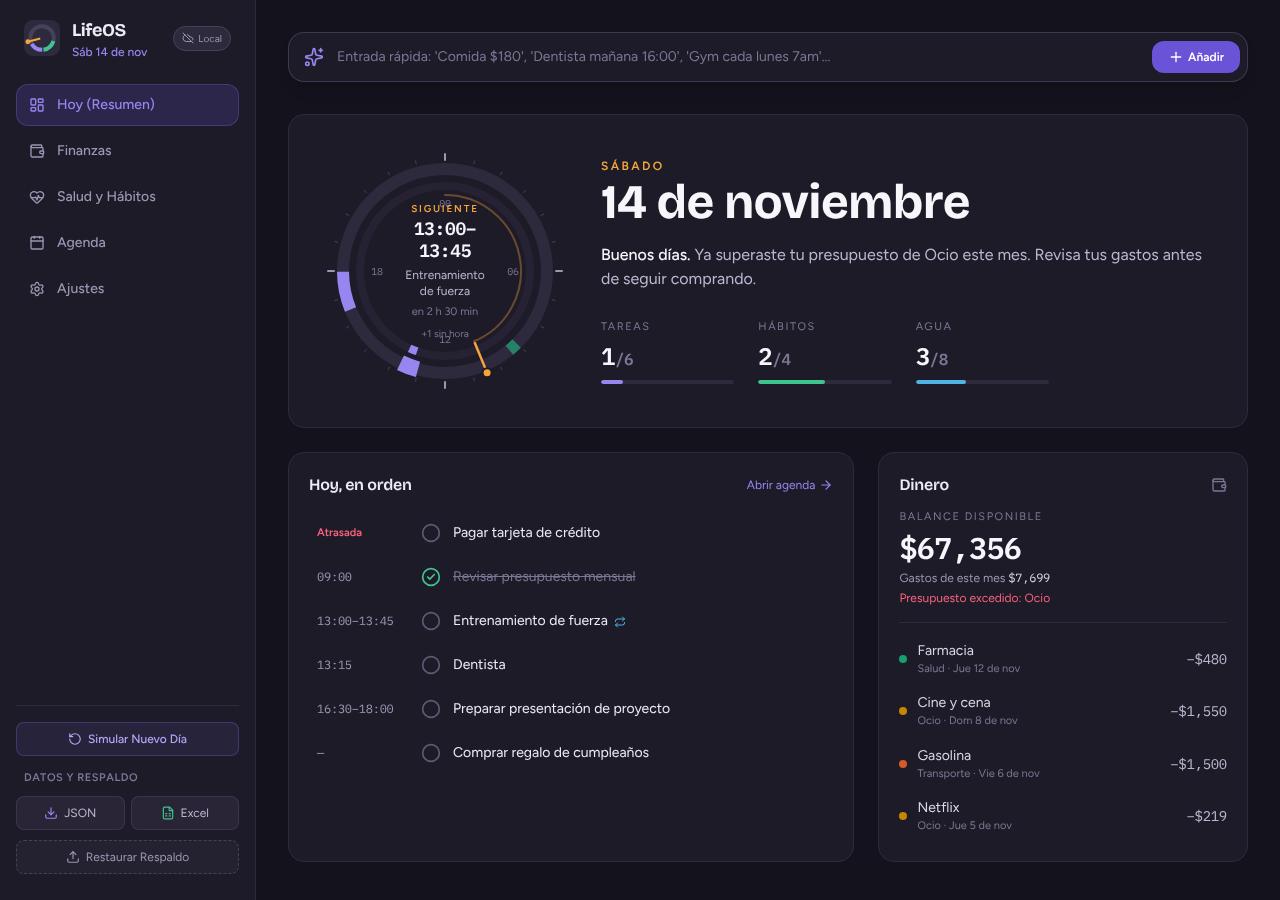 LifeOS
Sáb 14 de nov
Local
Hoy (Resumen)
Finanzas
Salud y Hábitos
Agenda
Ajustes
Simular Nuevo Día
DATOS Y RESPALDO
JSON
Excel
Restaurar Respaldo
Entrada rápida: 'Comida $180', 'Dentista mañana 16:00', 'Gym cada lunes 7am'...
Añadir
00
SIGUIENTE
13:00–
13:45
18
06
Entrenamiento
de fuerza
en 2 h 30 min
+1 sin hora
12
SÁBADO
14 de noviembre
Buenos días. Ya superaste tu presupuesto de Ocio este mes. Revisa tus gastos antes
de seguir comprando.
TAREAS
1/6
HÁBITOS
2/4
AGUA
3/8
Hoy, en orden
Abrir agenda
Atrasada
Pagar tarjeta de crédito
09:00
Revisar presupuesto mensual
13:00–13:45
Entrenamiento de fuerza
13:15
Dentista
16:30–18:00
Preparar presentación de proyecto
—
Comprar regalo de cumpleaños
Dinero
BALANCE DISPONIBLE
$67,356
Gastos de este mes $7,699
Presupuesto excedido: Ocio
Farmacia
Salud · Jue 12 de nov
−$480
Cine y cena
Ocio · Dom 8 de nov
−$1,550
Gasolina
Transporte · Vie 6 de nov
−$1,500
Netflix
Ocio · Jue 5 de nov
−$219